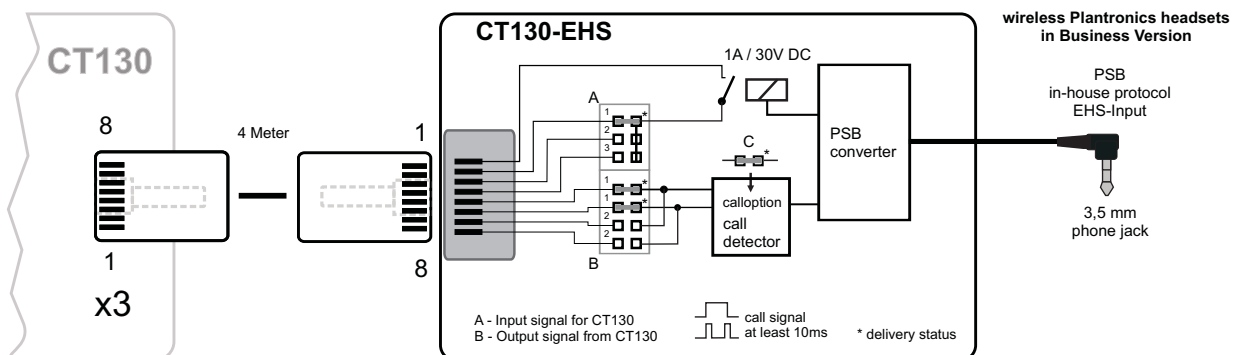 CT130
8
1
x3
4 Meter
1
8
CT130-EHS
1A / 30V DC
A
1
*
2
3
1
*
1
*
2
2
B
C
*
calloption
call
detector
PSB
converter
A - Input signal for CT130
B - Output signal from CT130
call signal
at least 10ms
* delivery status
wireless Plantronics headsets
in Business Version
PSB
in-house protocol
EHS-Input
3,5 mm
phone jack